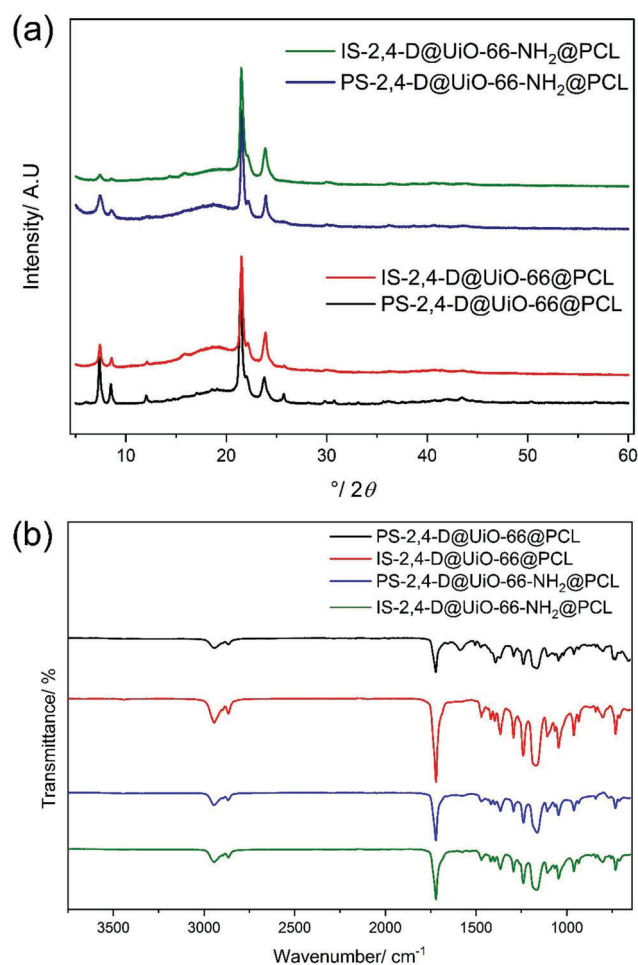 (a)
IS-2,4-D@UiO-66-NH₂@PCL
PS-2,4-D@UiO-66-NH₂@PCL
IS-2,4-D@UiO-66@PCL
PS-2,4-D@UiO-66@PCL
Intensity/ A.U
10 20 30 40 50 60
°/ 2θ
(b)
PS-2,4-D@UiO-66@PCL
IS-2,4-D@UiO-66@PCL
PS-2,4-D@UiO-66-NH₂@PCL
IS-2,4-D@UiO-66-NH₂@PCL
Transmittance/ %
3500 3000 2500 2000 1500 1000
Wavenumber/ cm⁻¹